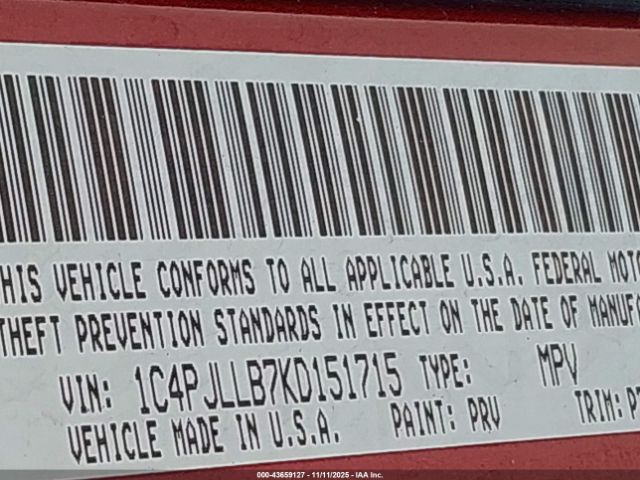 HIS VEHICLE CONFORMS TO ALL APPLICABLE U.S.A. FEDERAL MOTO
THEFT PREVENTION STANDARDS IN EFFECT ON THE DATE OF MANUFA
VIN: 1C4PJLLB7KD151715 TYPE: MPV
VEHICLE MADE IN U.S.A. PAINT: PRV TRIM:
000-43659127 - 11/11/2025 - IAA Inc.